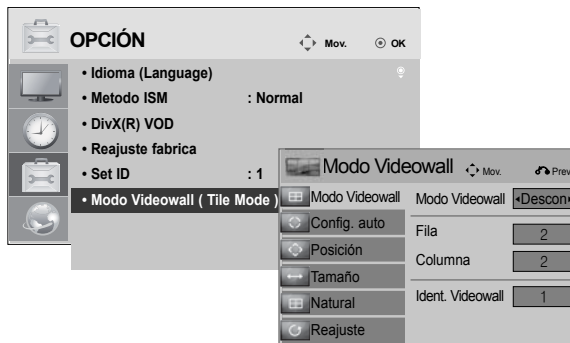 OPCIÓN Mov. OK
• Idioma (Language)
• Metodo ISM : Normal
• DivX(R) VOD
• Reajuste fabrica
• Set ID : 1
• Modo Videowall ( Tile Mode )
Modo Videowall Mov. Prev
Modo Videowall Modo Videowall Descon
Config. auto Fila 2
Posición Columna 2
Tamaño
Natural Ident. Videowall 1
Reajuste